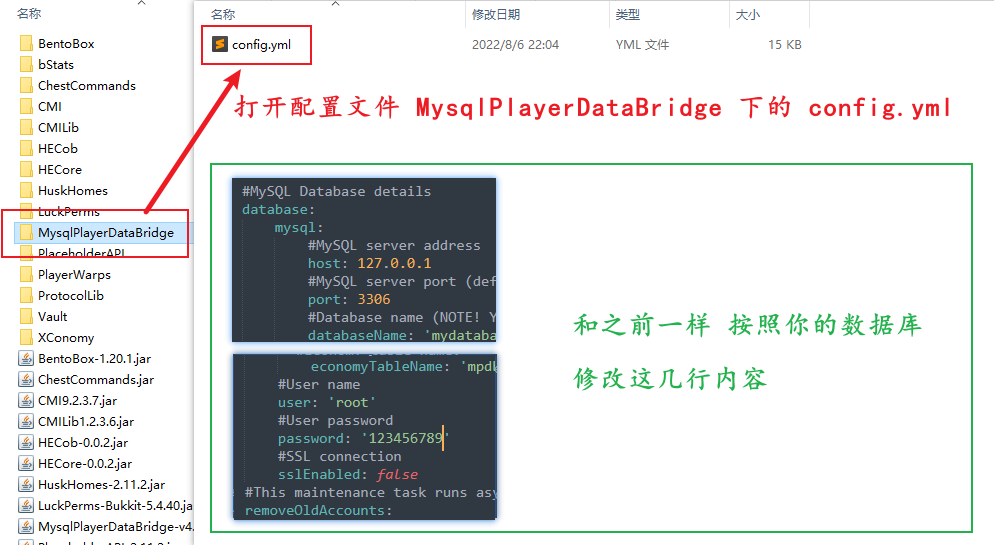 名称
BentoBox
bStats
ChestCommands
CMI
CMILib
HECob
HECore
HuskHomes
LuckPerms
MysqlPlayerDataBridge
PlaceholderAPI
PlayerWarps
ProtocolLib
Vault
XConomy
BentoBox-1.20.1.jar
ChestCommands.jar
CMI9.2.3.7.jar
CMILib1.2.3.6.jar
HECob-0.0.2.jar
HECore-0.0.2.jar
HuskHomes-2.11.2.jar
LuckPerms-Bukkit-5.4.40.ja
MysqlPlayerDataBridge-v4.
名称 修改日期 类型 大小
config.yml 2022/8/6 22:04 YML 文件 15 KB
打开配置文件 MysqlPlayerDataBridge 下的 config.yml
#MySQL Database details
database:
mysql:
#MySQL server address
host: 127.0.0.1
#MySQL server port (def
port: 3306
#Database name (NOTE! Y
databaseName: 'mydataba
economyTableName: 'mpd
#User name
user: 'root'
#User password
password: '123456789'
#SSL connection
sslEnabled: false
#This maintenance task runs asy
removeOldAccounts:
和之前一样 按照你的数据库
修改这几行内容